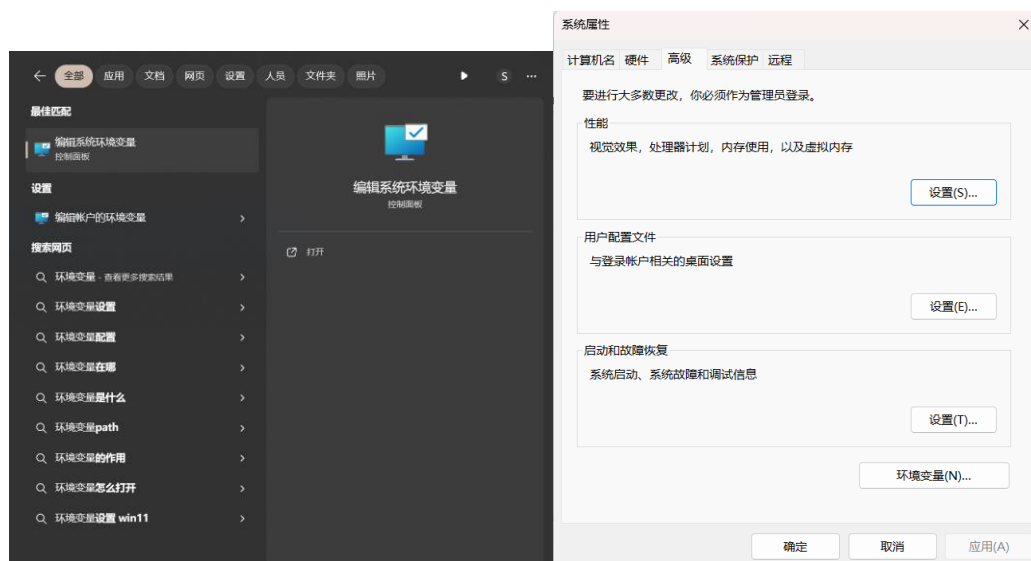 全部 应用 文档 网页 设置 人员 文件夹 照片 S ...
最佳匹配
编辑系统环境变量
控制面板
设置
编辑帐户的环境变量
搜索网页
环境变量 - 查看更多搜索结果
环境变量设置
环境变量配置
环境变量在哪
环境变量是什么
环境变量path
环境变量的作用
环境变量怎么打开
环境变量设置 win11
编辑系统环境变量
控制面板
打开
系统属性
计算机名 硬件 高级 系统保护 远程
要进行大多数更改，你必须作为管理员登录。
性能
视觉效果，处理器计划，内存使用，以及虚拟内存
设置(S)...
用户配置文件
与登录帐户相关的桌面设置
设置(E)...
启动和故障恢复
系统启动、系统故障和调试信息
设置(T)...
环境变量(N)...
确定 取消 应用(A)